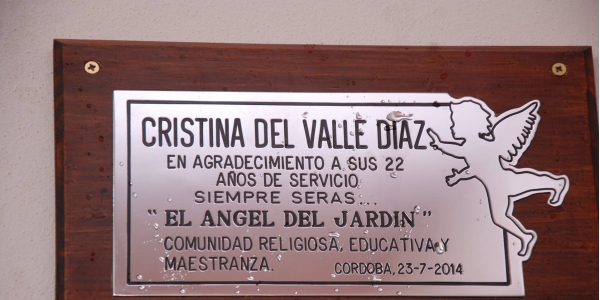 CRISTINA DEL VALLE DIAZ
EN AGRADECIMIENTO A SUS 22
AÑOS DE SERVICIO
SIEMPRE SERAS...
" EL ANGEL DEL JARDIN "
COMUNIDAD RELIGIOSA, EDUCATIVA Y
MAESTRANZA. CORDOBA, 23-7-2014